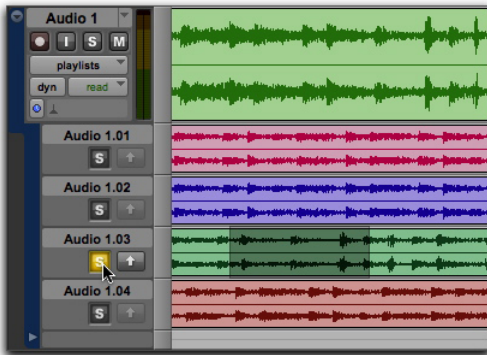 Audio 1
I S M
playlists
dyn read
Audio 1.01
S
Audio 1.02
S
Audio 1.03
S
Audio 1.04
S